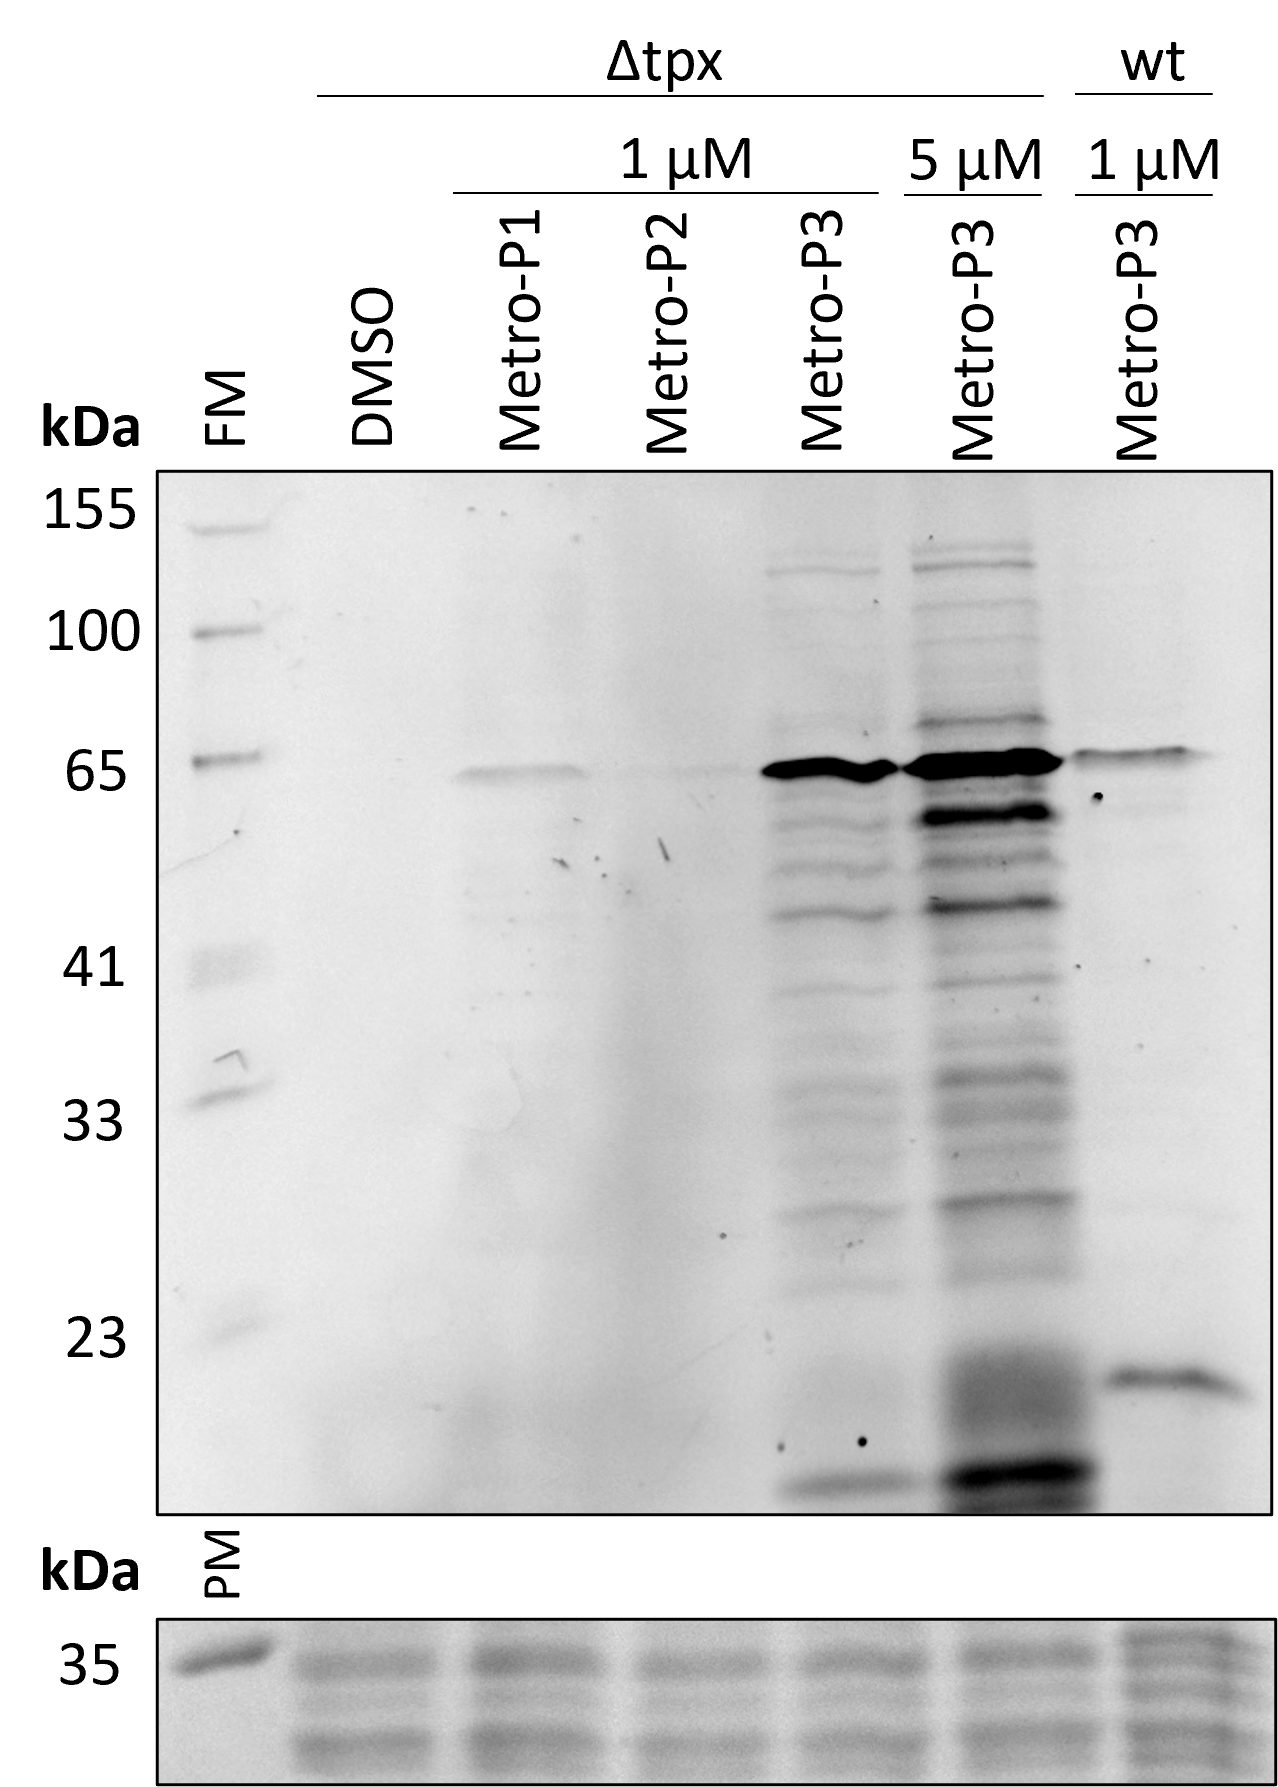 Δtpx wt
1 µM 5 µM 1 µM
kDa FM DMSO Metro-P1 Metro-P2 Metro-P3 Metro-P3 Metro-P3
155
100
65
41
33
23
kDa PM
35